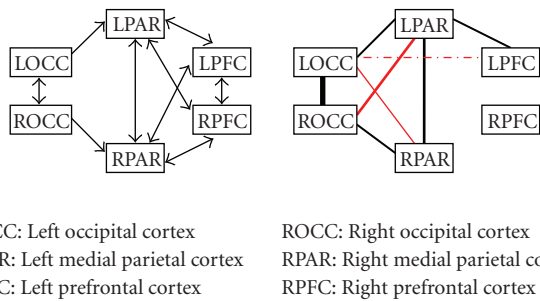 LPAR LPAR
LOCC LPFC LOCC LPFC
ROCC RPFC ROCC RPFC
RPAR RPAR
CC: Left occipital cortex ROCC: Right occipital cortex
R: Left medial parietal cortex RPAR: Right medial parietal co
C: Left prefrontal cortex RPFC: Right prefrontal cortex